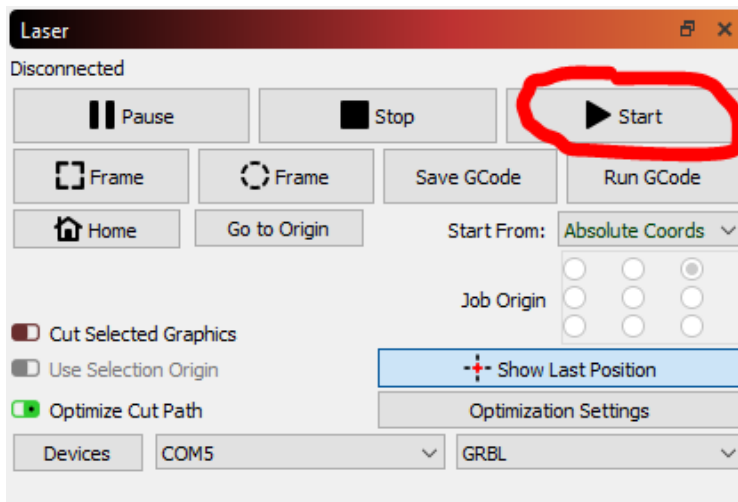 Laser
Disconnected
Pause Stop Start
Frame Frame Save GCode Run GCode
Home Go to Origin Start From: Absolute Coords
Job Origin
Cut Selected Graphics
Use Selection Origin Show Last Position
Optimize Cut Path Optimization Settings
Devices COM5 GRBL